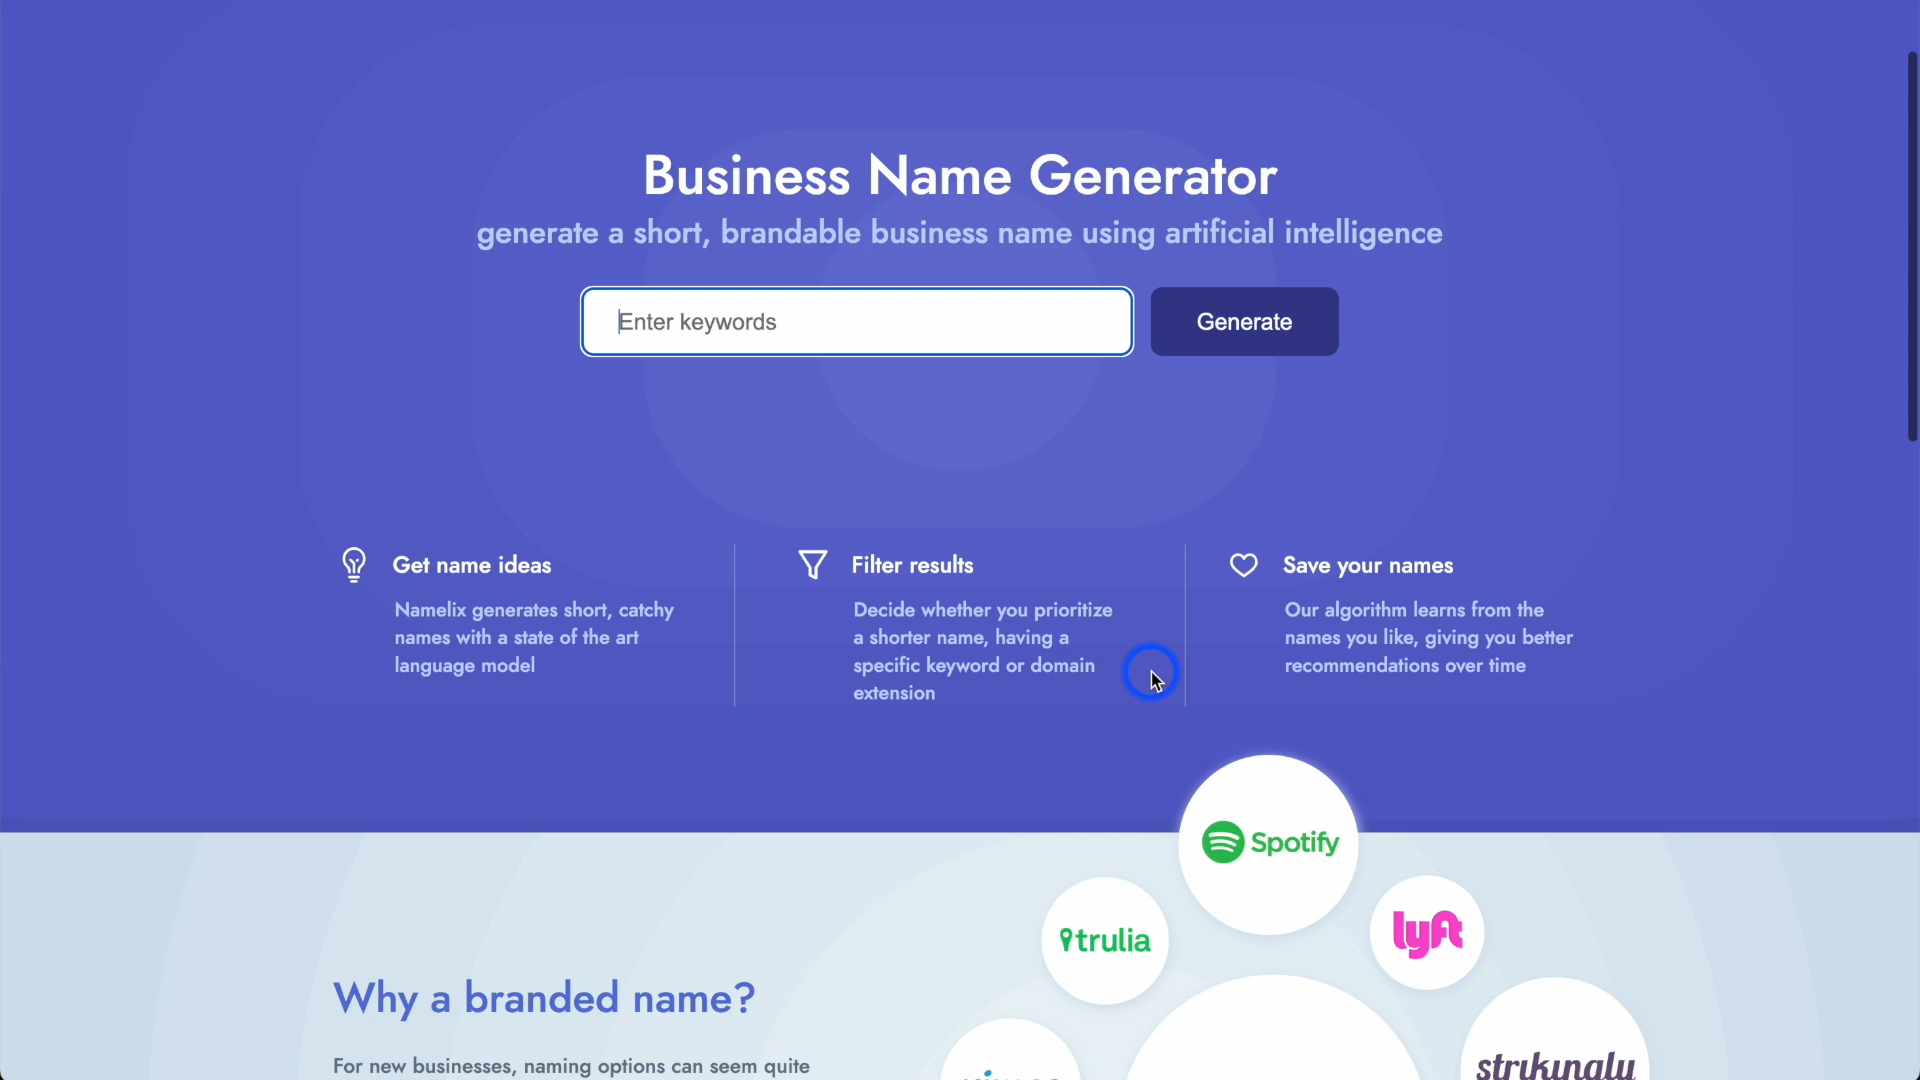 Business Name Generator
generate a short, brandable business name using artificial intelligence
Enter keywords
Generate
Get name ideas
Namelix generates short, catchy
names with a state of the art
language model
Filter results
Decide whether you prioritize
a shorter name, having a
specific keyword or domain
extension
Save your names
Our algorithm learns from the
names you like, giving you better
recommendations over time
Spotify
trulia
lyft
strikingly
Why a branded name?
For new businesses, naming options can seem quite